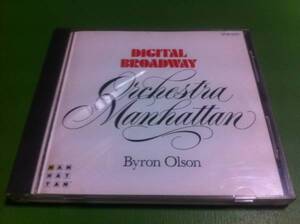 DIGITAL
BROADWAY
Orchestra
Manhattan
Byron Olson
MAN
HAT
TAN